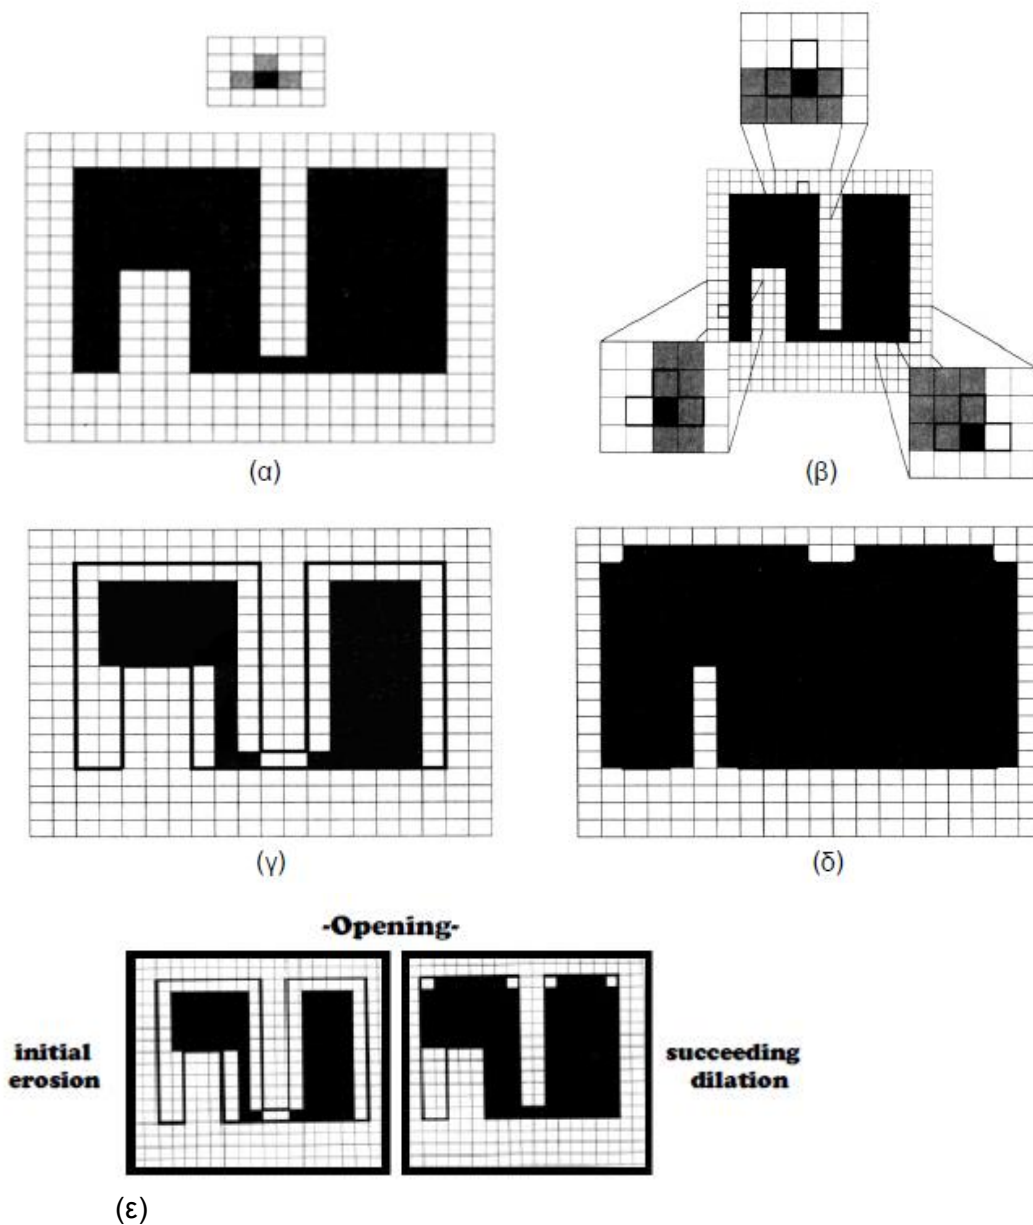 (α)
(β)
(γ)
(δ)
-Opening-
initial
erosion
succeeding
dilation
(ε)